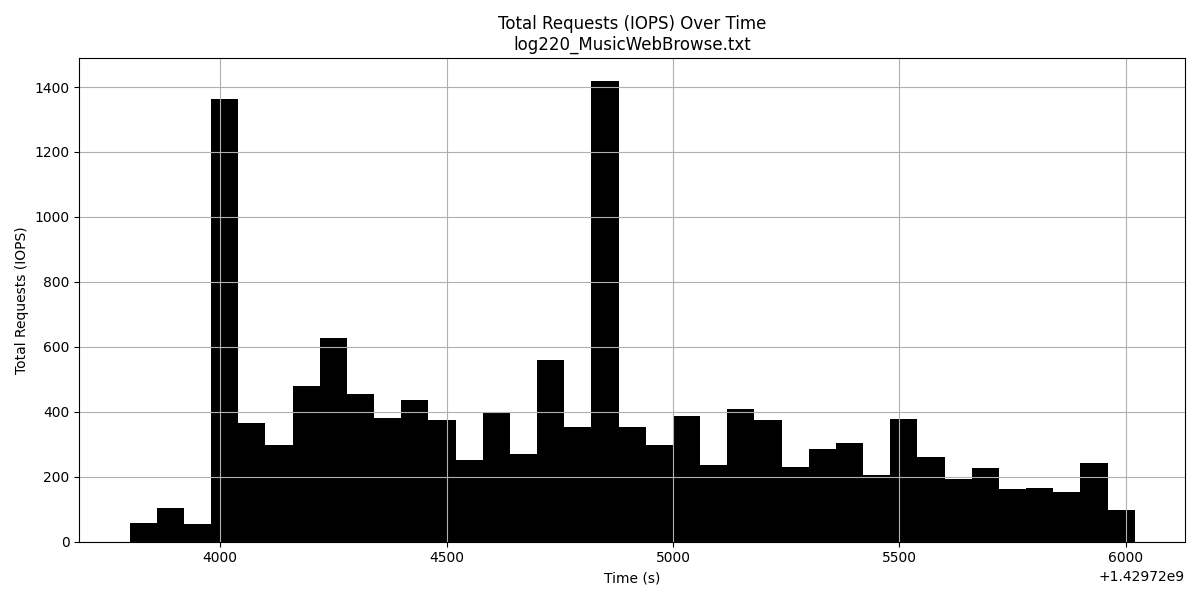 Total Requests (IOPS) Over Time
log220_MusicWebBrowse.txt
Total Requests (IOPS)
1400
1200
1000
800
600
400
200
0
4000 4500 5000 5500 6000
Time (s)
+1.42972e9